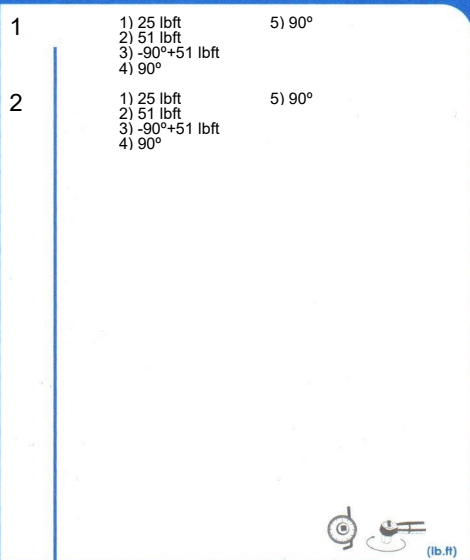 1 1) 25 lbft 5) 90º
2) 51 lbft
3) -90º+51 lbft
4) 90º
2 1) 25 lbft 5) 90º
2) 51 lbft
3) -90º+51 lbft
4) 90º
(lb.ft)